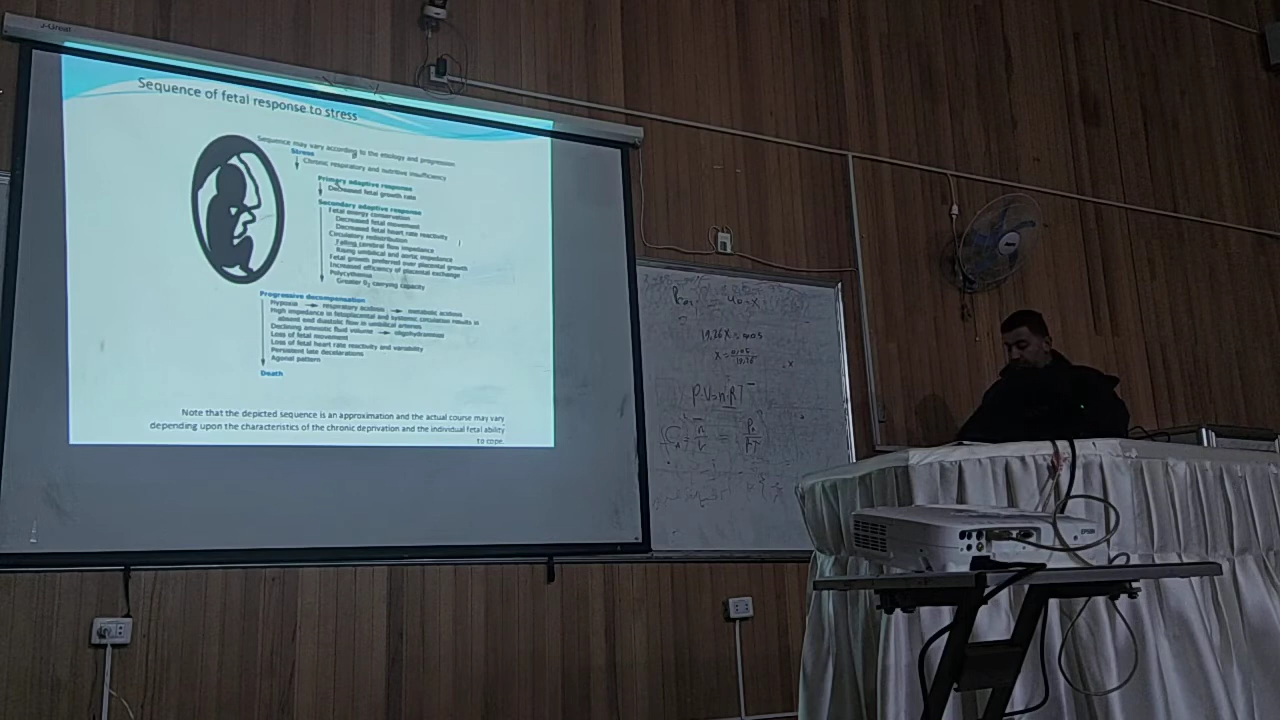 J-Great
Sequence of fetal response to stress
Sequence may vary according to the etiology and progression
Stress
Chronic respiratory and nutritive insufficiency
Primary adaptive response
Decreased fetal growth rate
Secondary adaptive response
Fetal energy conservation
Decreased fetal movement
Decreased fetal heart rate reactivity
Circulatory redistribution
Falling cerebral flow impedance
Rising umbilical and aortic impedance
Fetal growth preferred over placental growth
Increased efficiency of placental exchange
Polycythemia
Greater O₂ carrying capacity
Progressive decompensation
Hypoxia → respiratory acidosis → metabolic acidosis
High impedance in fetoplacental and systemic circulation results in
absent end diastolic flow in umbilical arteries
Declining amniotic fluid volume → oligohydramnios
Loss of fetal movement
Loss of fetal heart rate reactivity and variability
Persistent late decelerations
Agonal pattern
Death
Note that the depicted sequence is an approximation and the actual course may vary
depending upon the characteristics of the chronic deprivation and the individual fetal ability
to cope.
P.V=n.R.T
EPSON